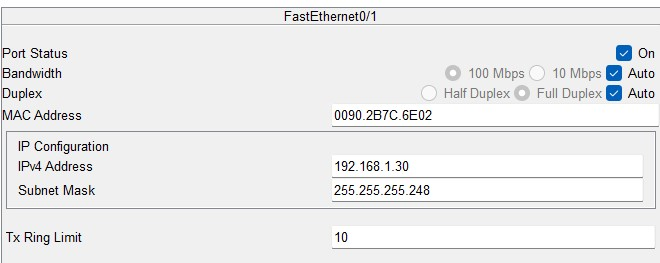 FastEthernet0/1
Port Status On
Bandwidth 100 Mbps 10 Mbps Auto
Duplex Half Duplex Full Duplex Auto
MAC Address 0090.2B7C.6E02
IP Configuration
IPv4 Address 192.168.1.30
Subnet Mask 255.255.255.248
Tx Ring Limit 10